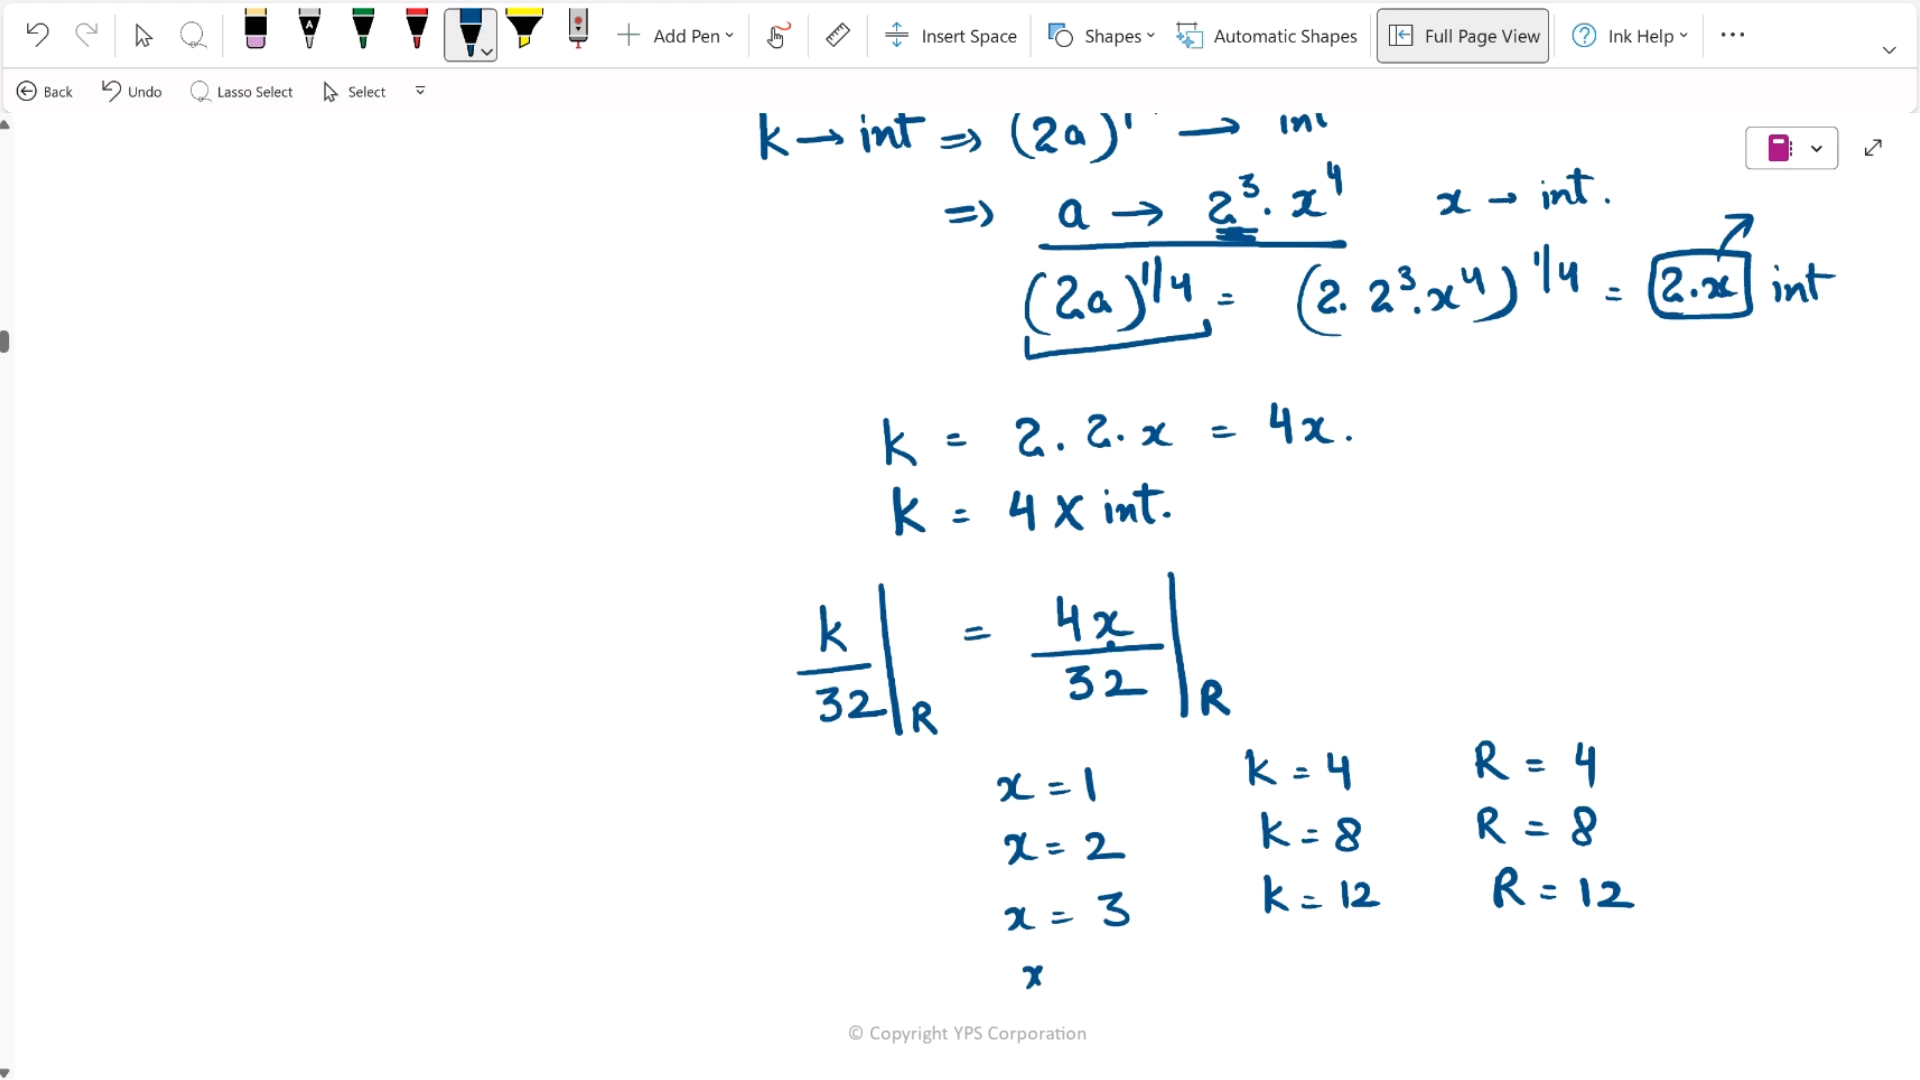 Add Pen Insert Space Shapes Automatic Shapes Full Page View Ink Help ...
Back Undo Lasso Select Select
k → int ⇒ (2a)¹ → int
⇒ a → 2³. x⁴ x → int.
(2a)^1/4 = (2. 2³. x⁴)^1/4 = 2.x int
k = 2. 2. x = 4x.
k = 4 X int.
k/32 | R = 4x/32 | R
x = 1 k = 4 R = 4
x = 2 k = 8 R = 8
x = 3 k = 12 R = 12
x
© Copyright YPS Corporation